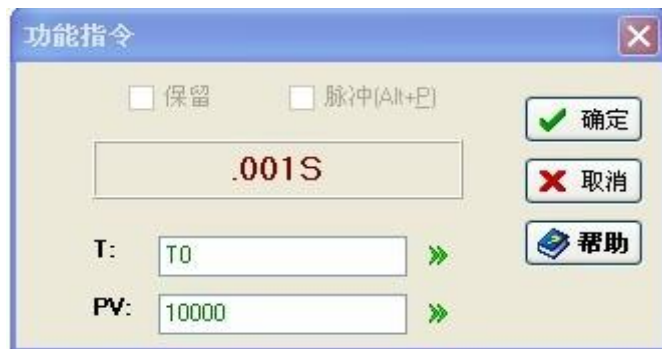 功能指令
保留 脉冲(Alt+P)
确定
.001S
取消
T: T0
帮助
PV: 10000